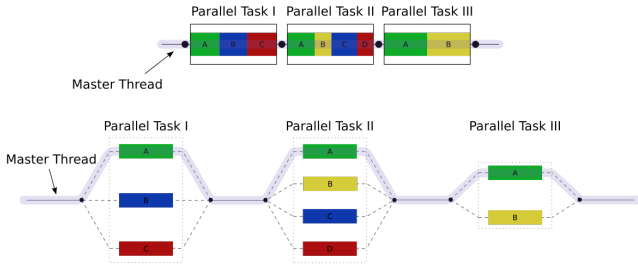 Parallel Task I Parallel Task II Parallel Task III
A B C A B C D A B
Master Thread
Parallel Task I Parallel Task II Parallel Task III
Master Thread
A A A
B B C B
C D